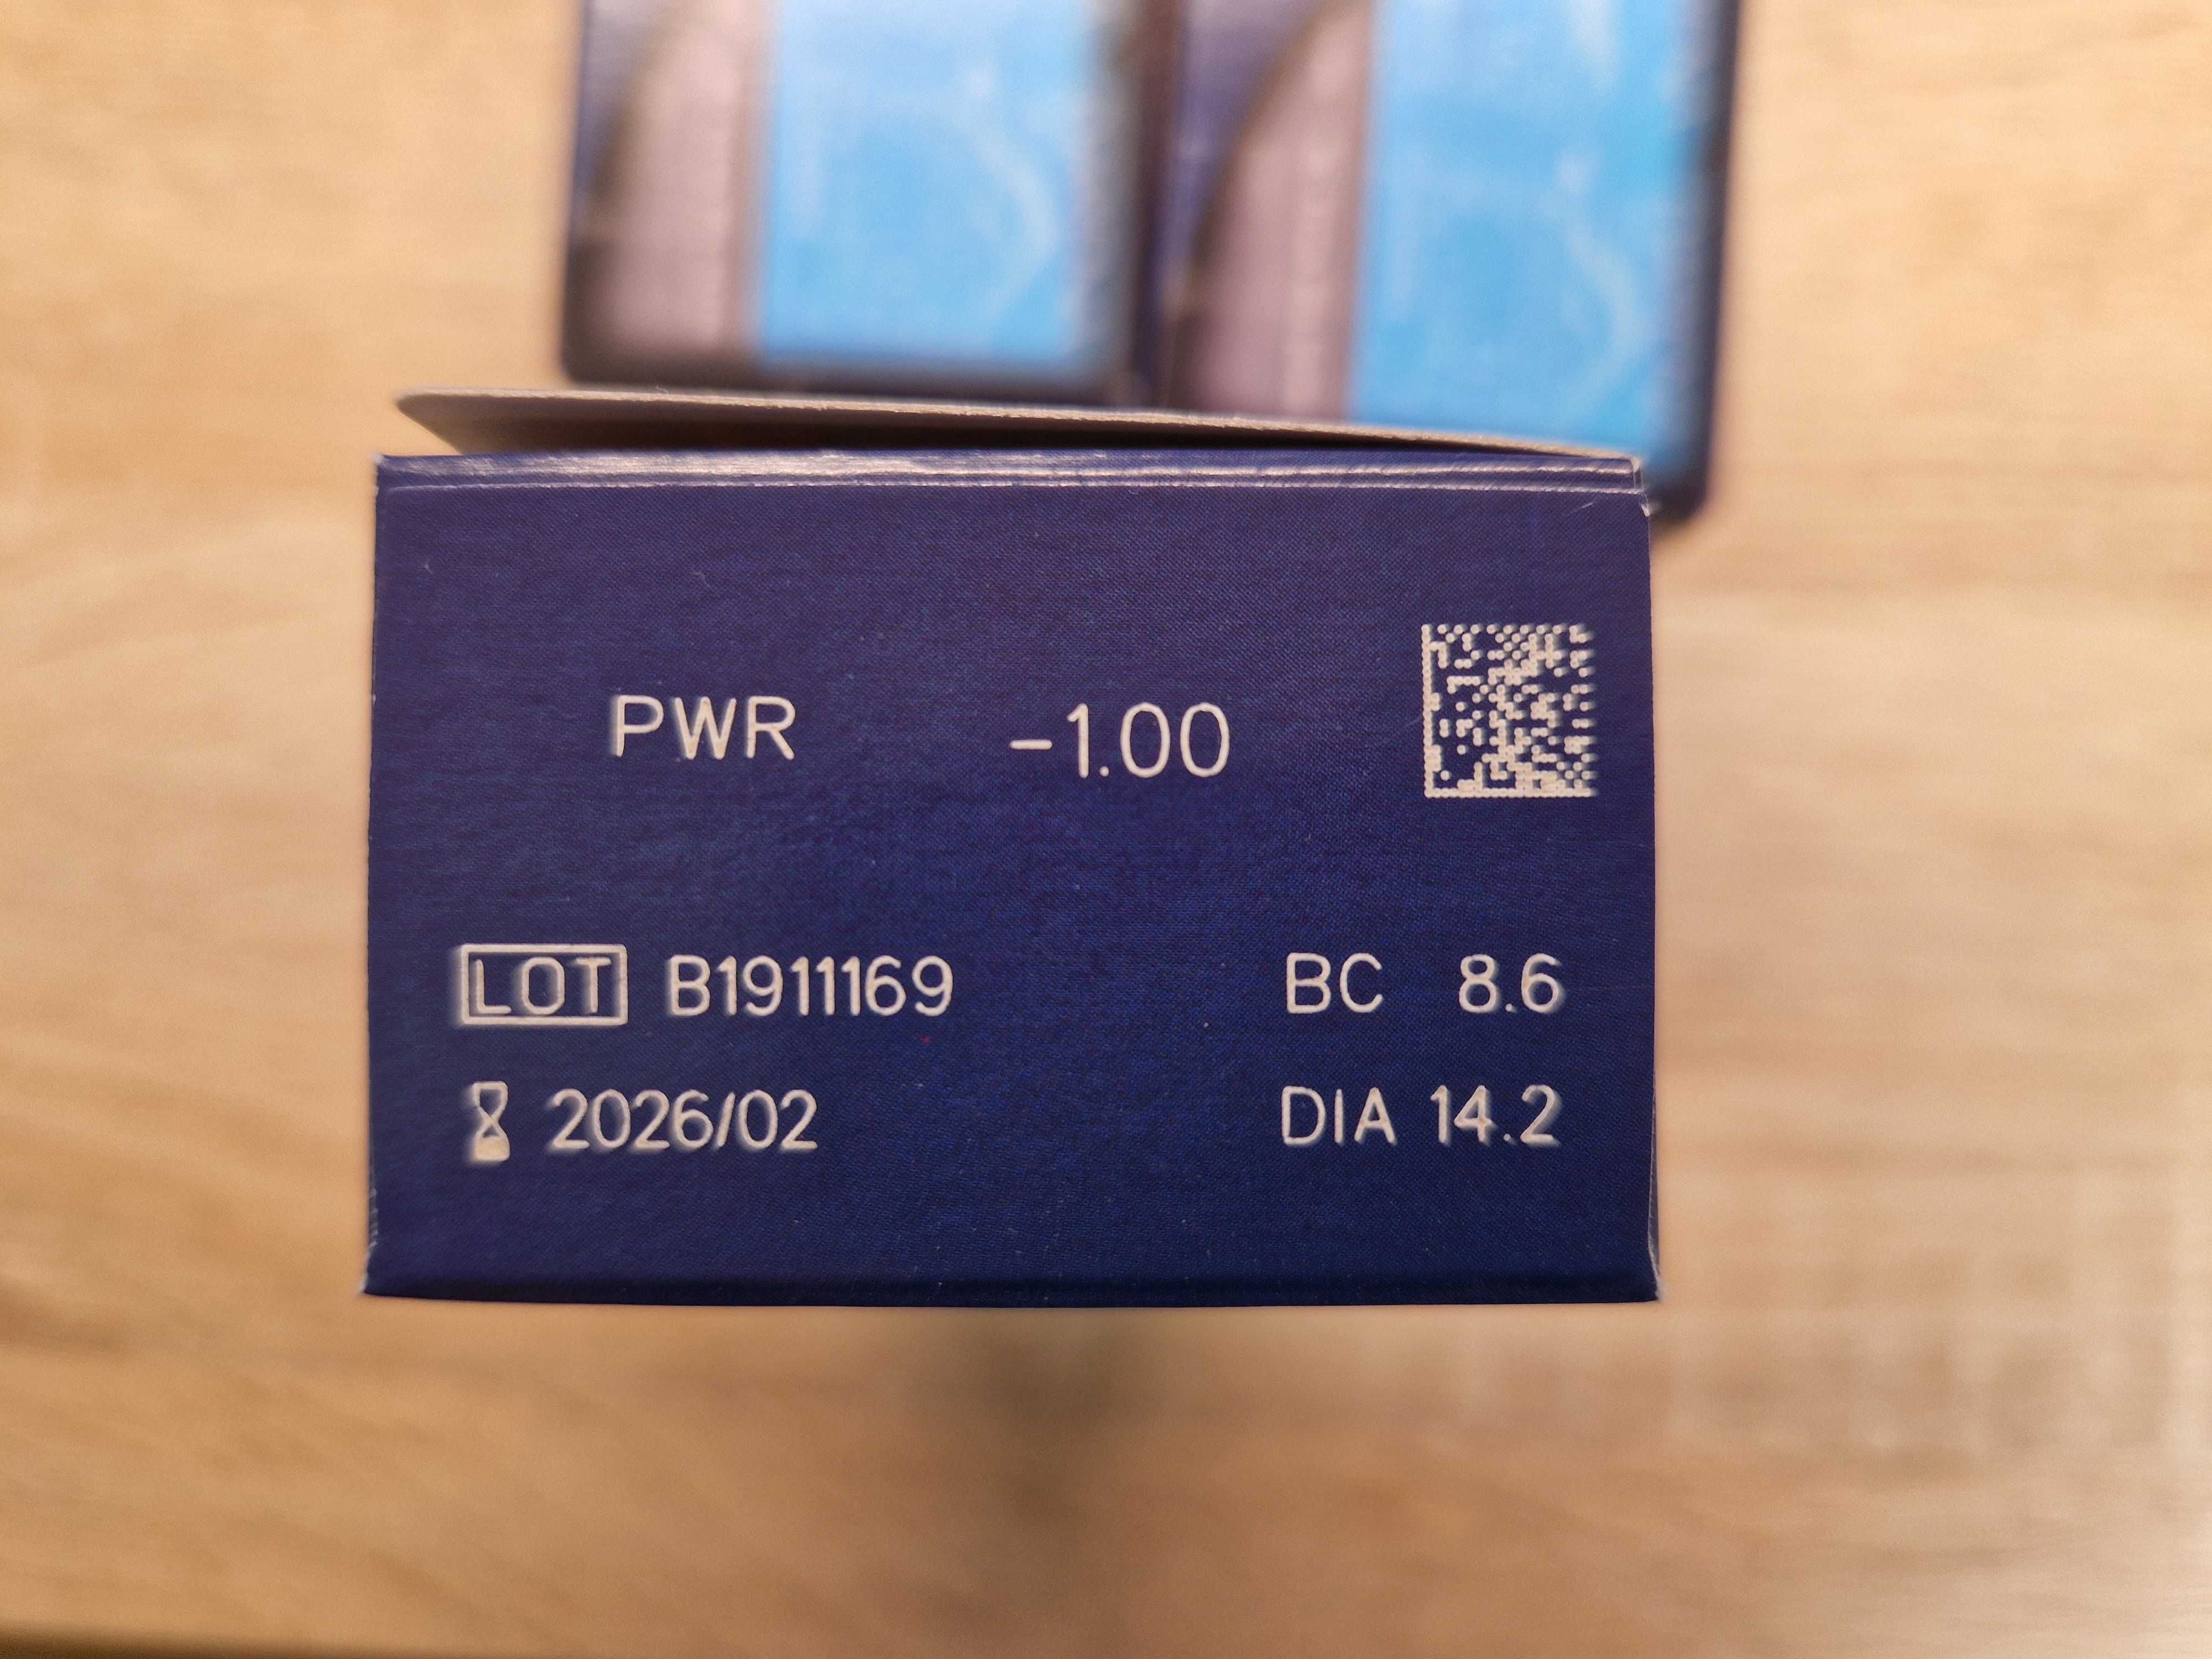 PWR -1.00
LOT B1911169 BC 8.6
2026/02 DIA 14.2